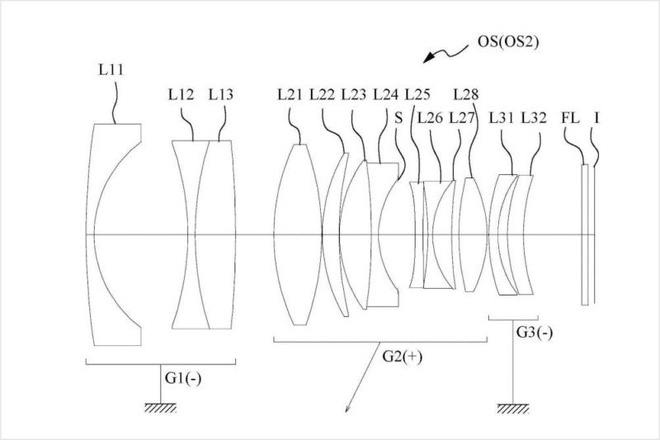 OS(OS2)
L11
L12 L13 L21 L22 L23 L24 L25 L28
S L26 L27 L31 L32 FL I
G1(-) G2(+) G3(-)